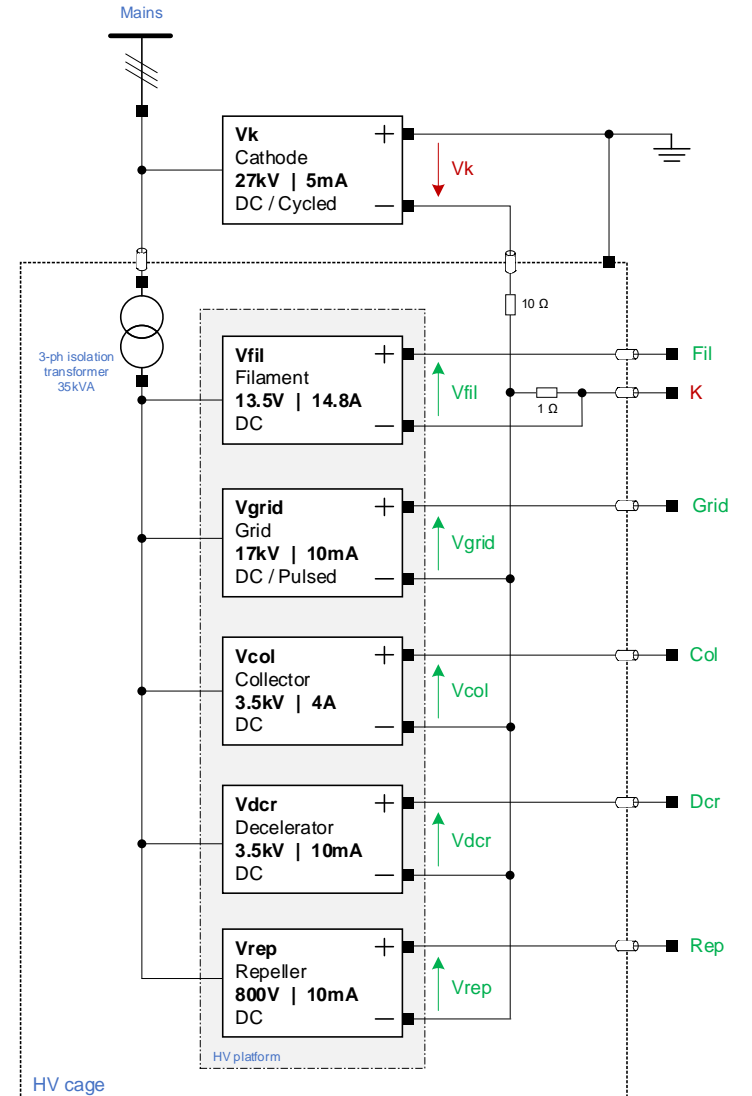 Mains
Vk
Cathode
27kV | 5mA
DC / Cycled
+
−
Vk
10 Ω
3-ph isolation
transformer
35kVA
Vfil
Filament
13.5V | 14.8A
DC
+
−
Vfil
1 Ω
Fil
K
Vgrid
Grid
17kV | 10mA
DC / Pulsed
+
−
Vgrid
Grid
Vcol
Collector
3.5kV | 4A
DC
+
−
Vcol
Col
Vdcr
Decelerator
3.5kV | 10mA
DC
+
−
Vdcr
Dcr
Vrep
Repeller
800V | 10mA
DC
+
−
Vrep
Rep
HV platform
HV cage